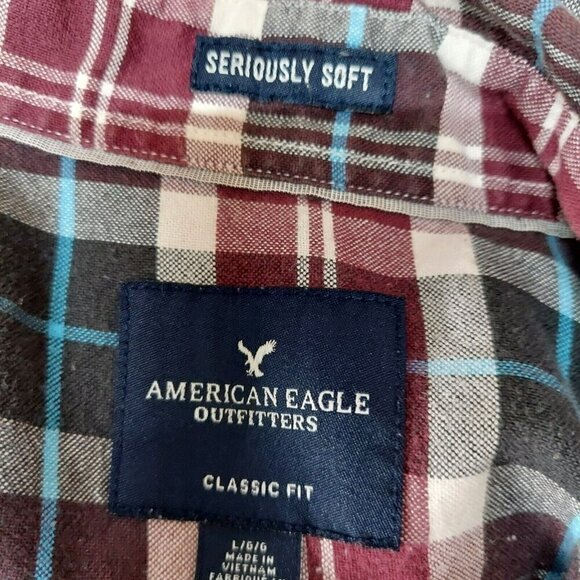 SERIOUSLY SOFT
AMERICAN EAGLE
OUTFITTERS
CLASSIC FIT
L/G/G
MADE IN
VIETNAM